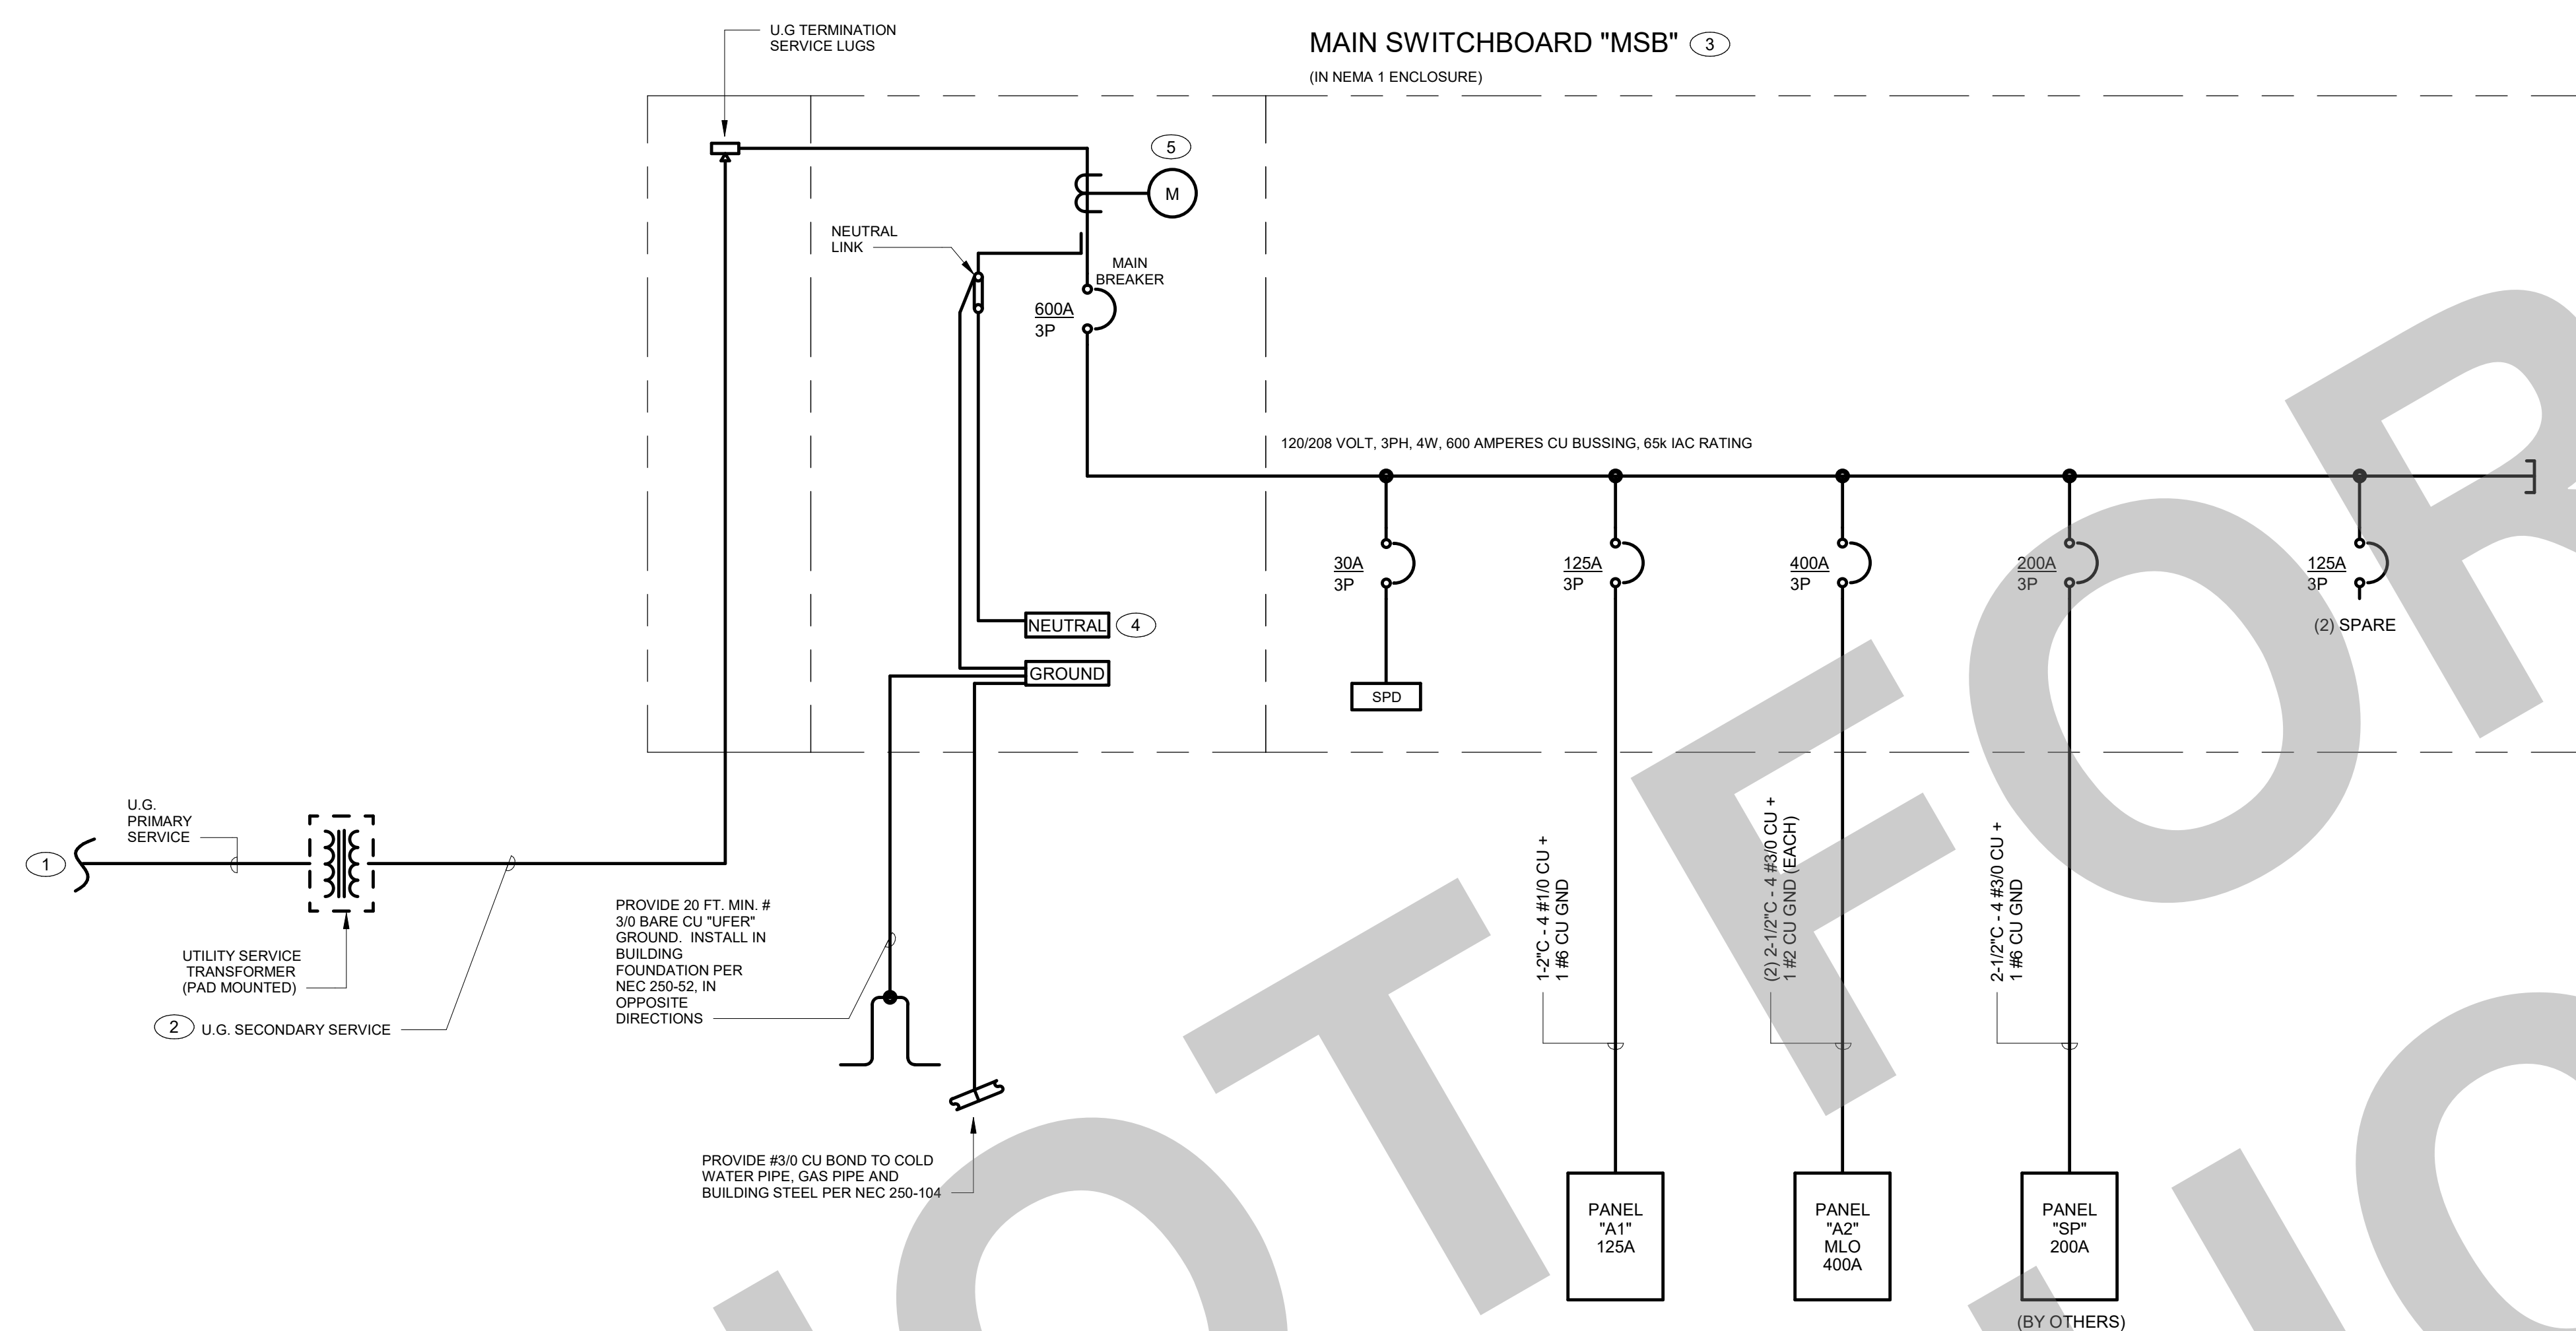 U.G TERMINATION
SERVICE LUGS
MAIN SWITCHBOARD "MSB" 3
(IN NEMA 1 ENCLOSURE)
5
M
NEUTRAL
LINK
MAIN
BREAKER
600A
3P
120/208 VOLT, 3PH, 4W, 600 AMPERES CU BUSSING, 65k IAC RATING
30A
3P
125A
3P
400A
3P
200A
3P
125A
3P
(2) SPARE
NEUTRAL 4
GROUND
SPD
U.G.
PRIMARY
SERVICE
1
UTILITY SERVICE
TRANSFORMER
(PAD MOUNTED)
2 U.G. SECONDARY SERVICE
PROVIDE 20 FT. MIN. #
3/0 BARE CU "UFER"
GROUND. INSTALL IN
BUILDING
FOUNDATION PER
NEC 250-52, IN
OPPOSITE
DIRECTIONS
PROVIDE #3/0 CU BOND TO COLD
WATER PIPE, GAS PIPE AND
BUILDING STEEL PER NEC 250-104
1-2"C - 4 #1/0 CU +
1 #6 CU GND
(2) 2-1/2"C - 4 #3/0 CU +
1 #2 CU GND (EACH)
2-1/2"C - 4 #3/0 CU +
1 #6 CU GND
PANEL
"A1"
125A
PANEL
"A2"
MLO
400A
PANEL
"SP"
200A
(BY OTHERS)
OT FOR